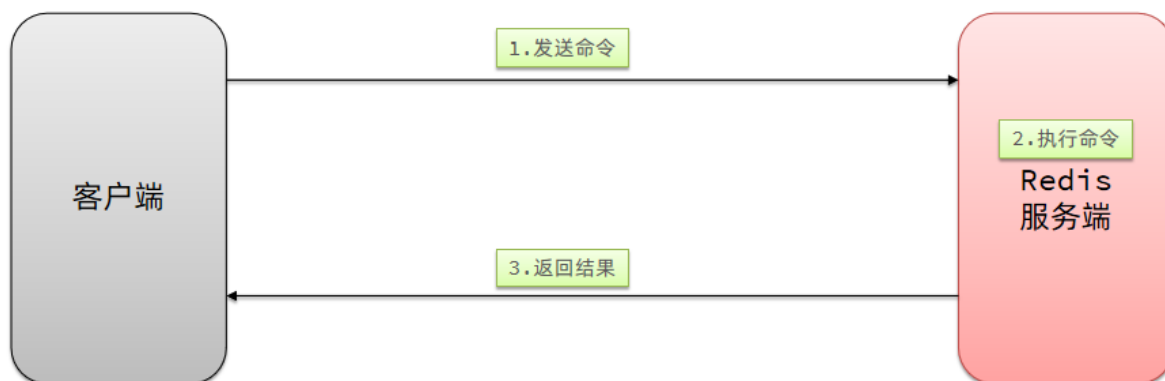 1.发送命令
2.执行命令
客户端
Redis
服务端
3.返回结果